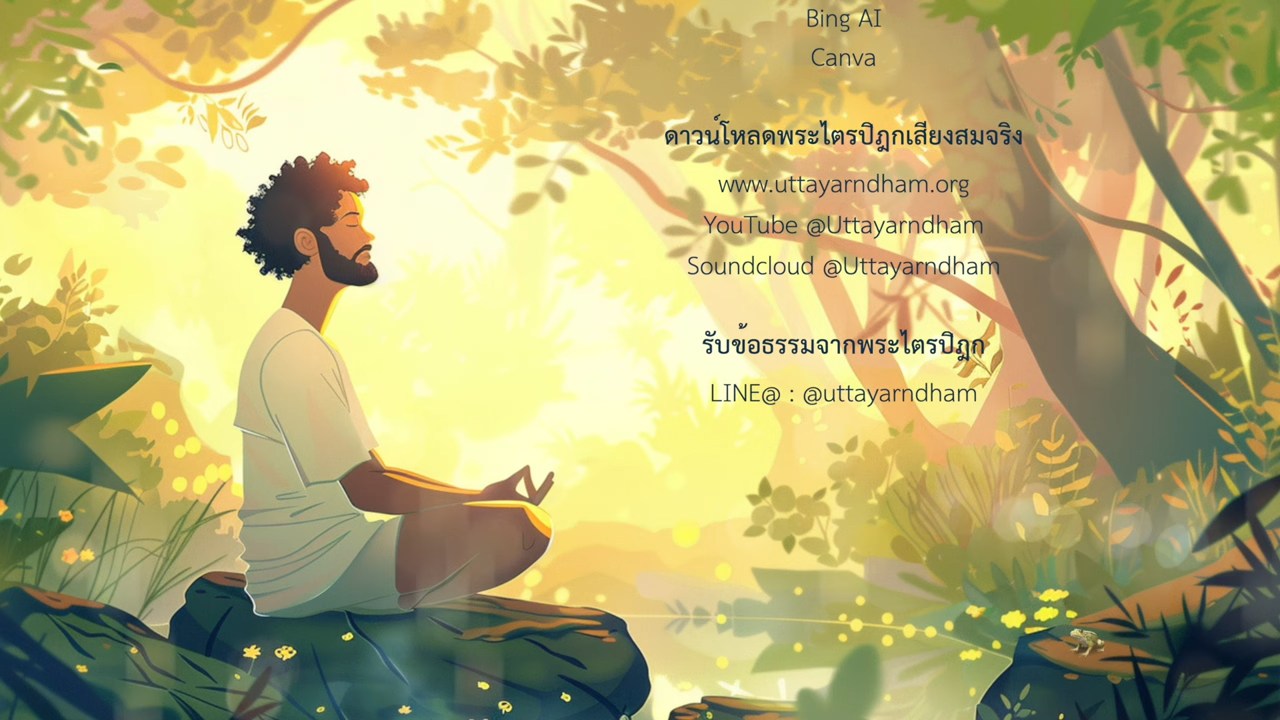 Bing AI
Canva
ดาวน์โหลดพระไตรปิฎกเสียงสมจริง
www.uttayarndham.org
YouTube @Uttayarndham
Soundcloud @Uttayarndham
รับข้อธรรมจากพระไตรปิฎก
LINE@ : @uttayarndham